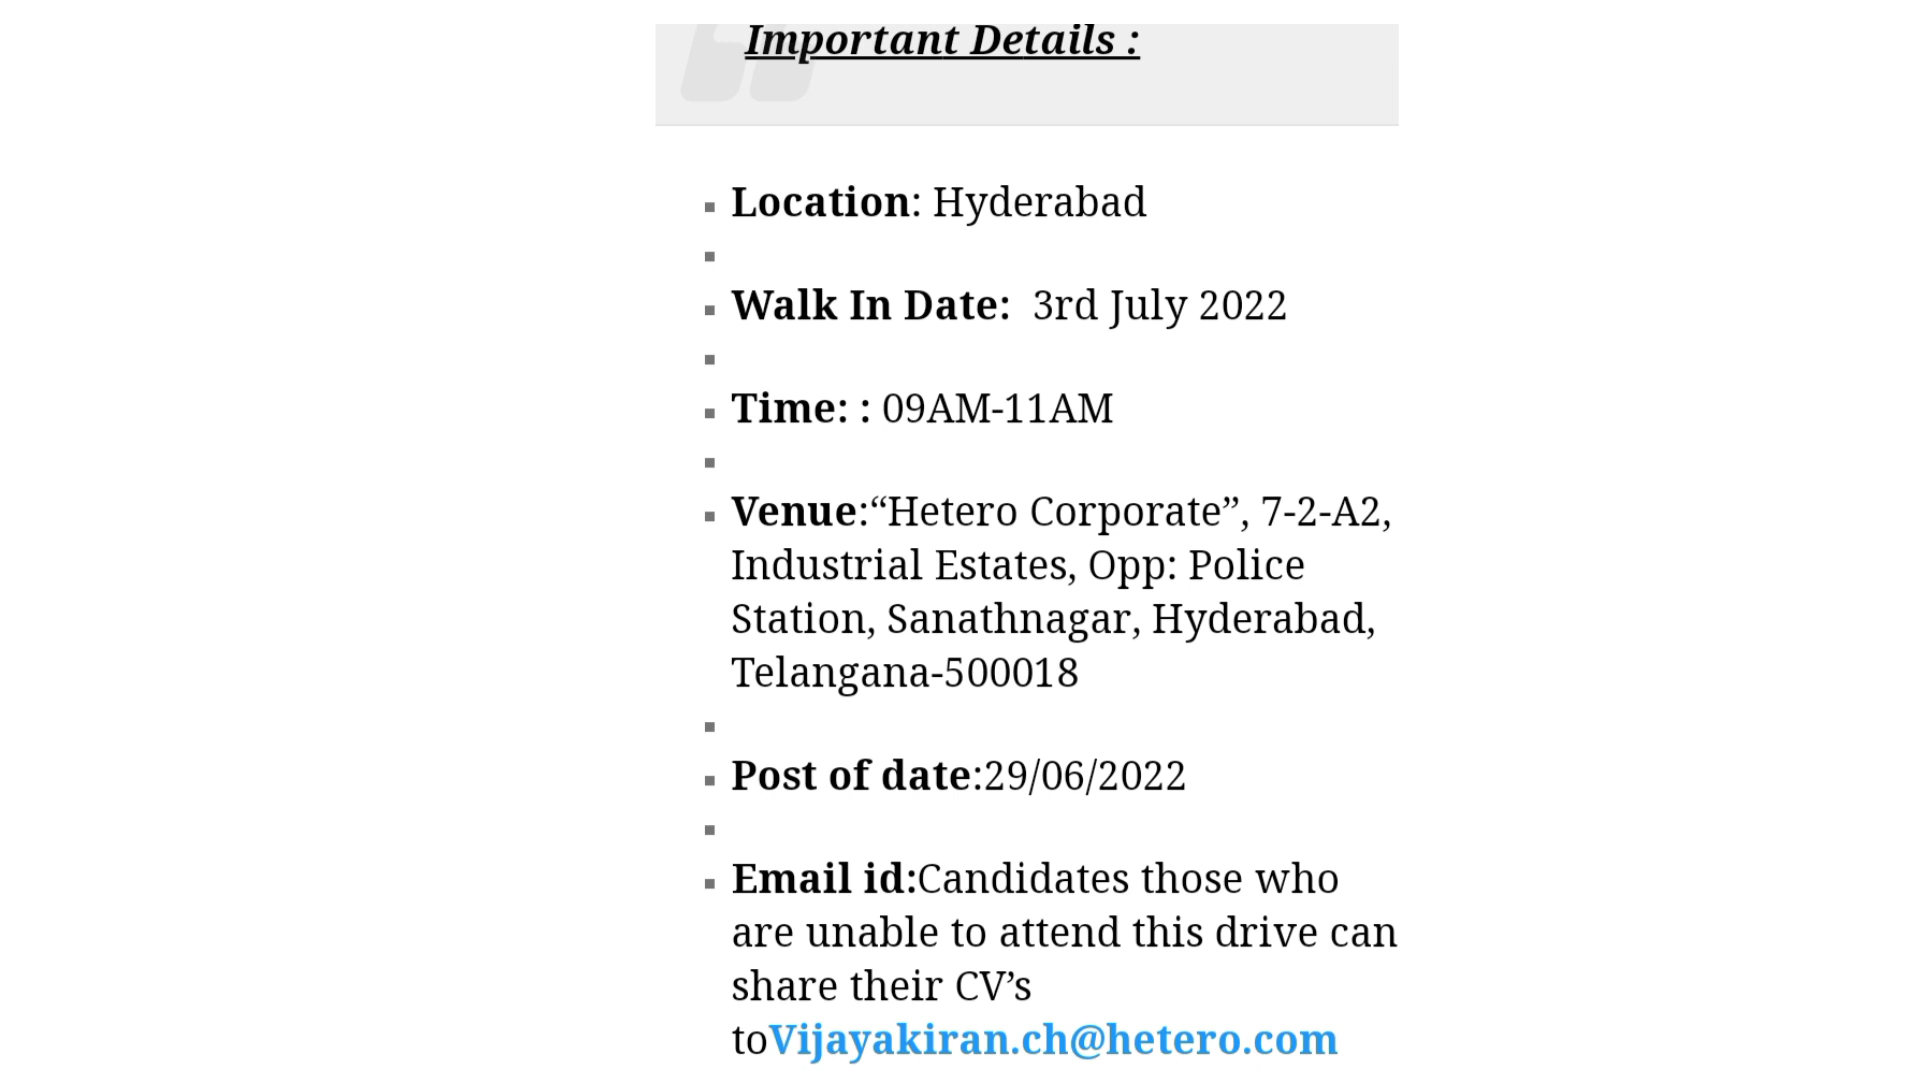 Important Details :
Location: Hyderabad
Walk In Date:  3rd July 2022
Time: : 09AM-11AM
Venue:“Hetero Corporate”, 7-2-A2,
Industrial Estates, Opp: Police
Station, Sanathnagar, Hyderabad,
Telangana-500018
Post of date:29/06/2022
Email id:Candidates those who
are unable to attend this drive can
share their CV’s
toVijayakiran.ch@hetero.com